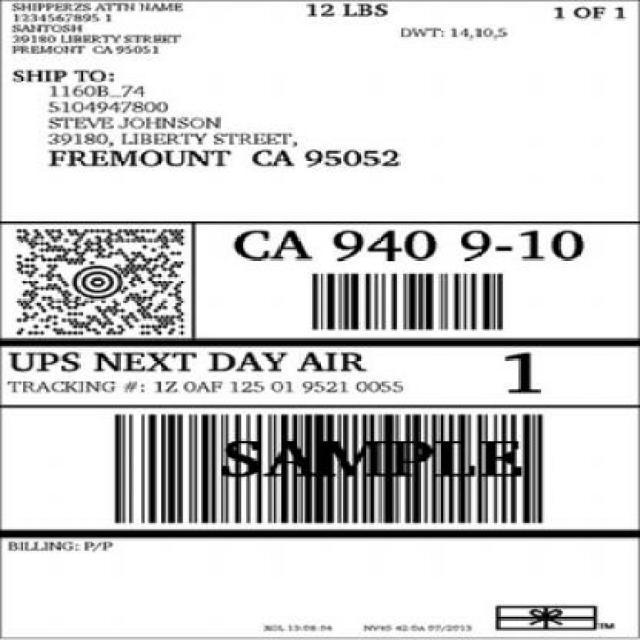 SHIPPERZS ATTN NAME
1234567895 1
SANTOSH
39180 LIBERTY STREET
FREMONT CA 95051
12 LBS
1 OF 1
DWT: 14,10,5
SHIP TO:
1160B_74
5104947800
STEVE JOHNSON
39180, LIBERTY STREET,
FREMOUNT CA 95052
CA 940 9-10
UPS NEXT DAY AIR
TRACKING #: 1Z 0AF 125 01 9521 0055
1
SAMPLE
BILLING: P/P
07/2013
TM